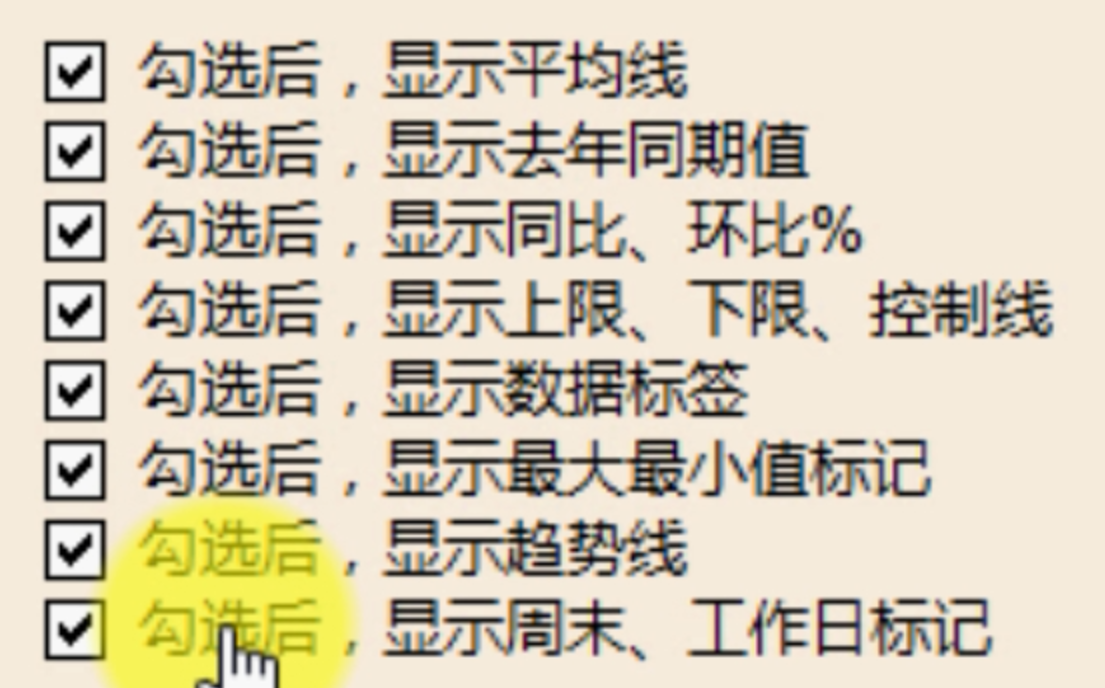 勾选后，显示平均线
勾选后，显示去年同期值
勾选后，显示同比、环比%
勾选后，显示上限、下限、控制线
勾选后，显示数据标签
勾选后，显示最大最小值标记
勾选后，显示趋势线
勾选后，显示周末、工作日标记